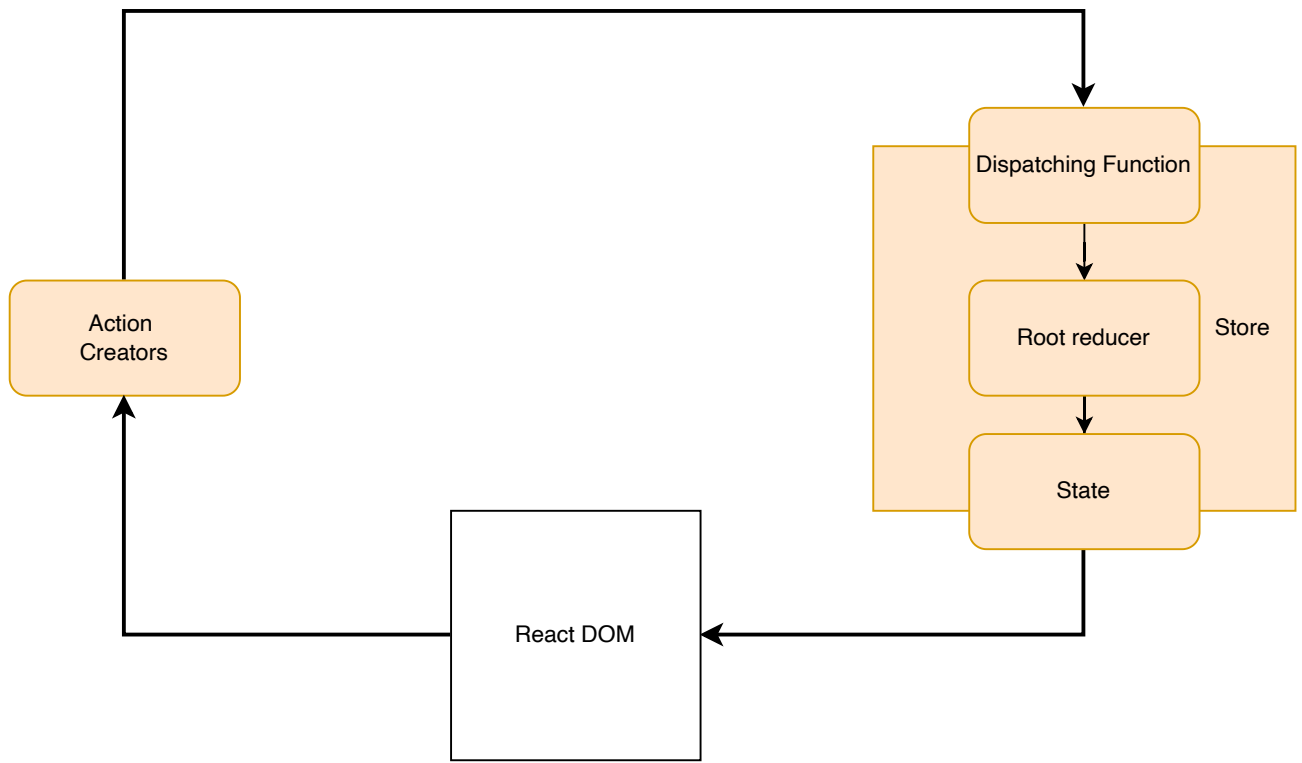 Dispatching Function
Action
Creators
Root reducer
Store
State
React DOM